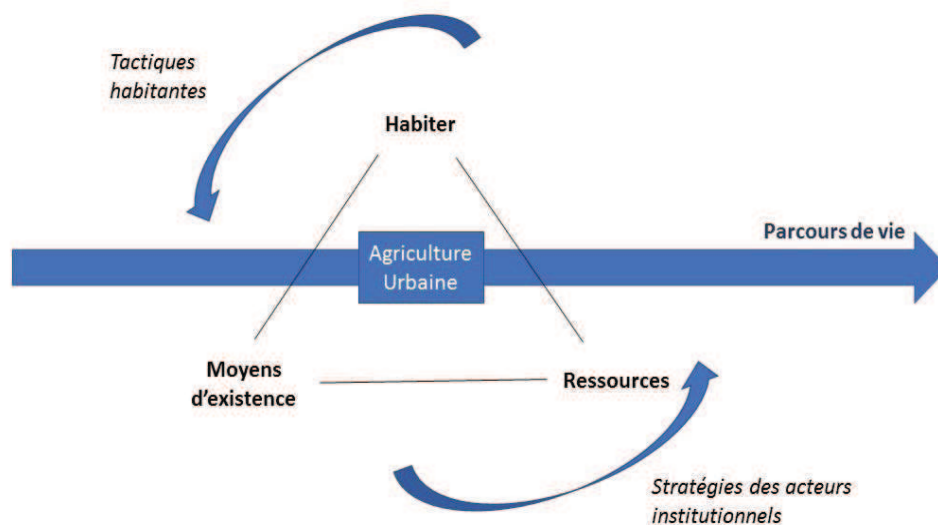 Tactiques
habitantes
Habiter
Parcours de vie
Agriculture
Urbaine
Moyens
d'existence
Ressources
Stratégies des acteurs
institutionnels